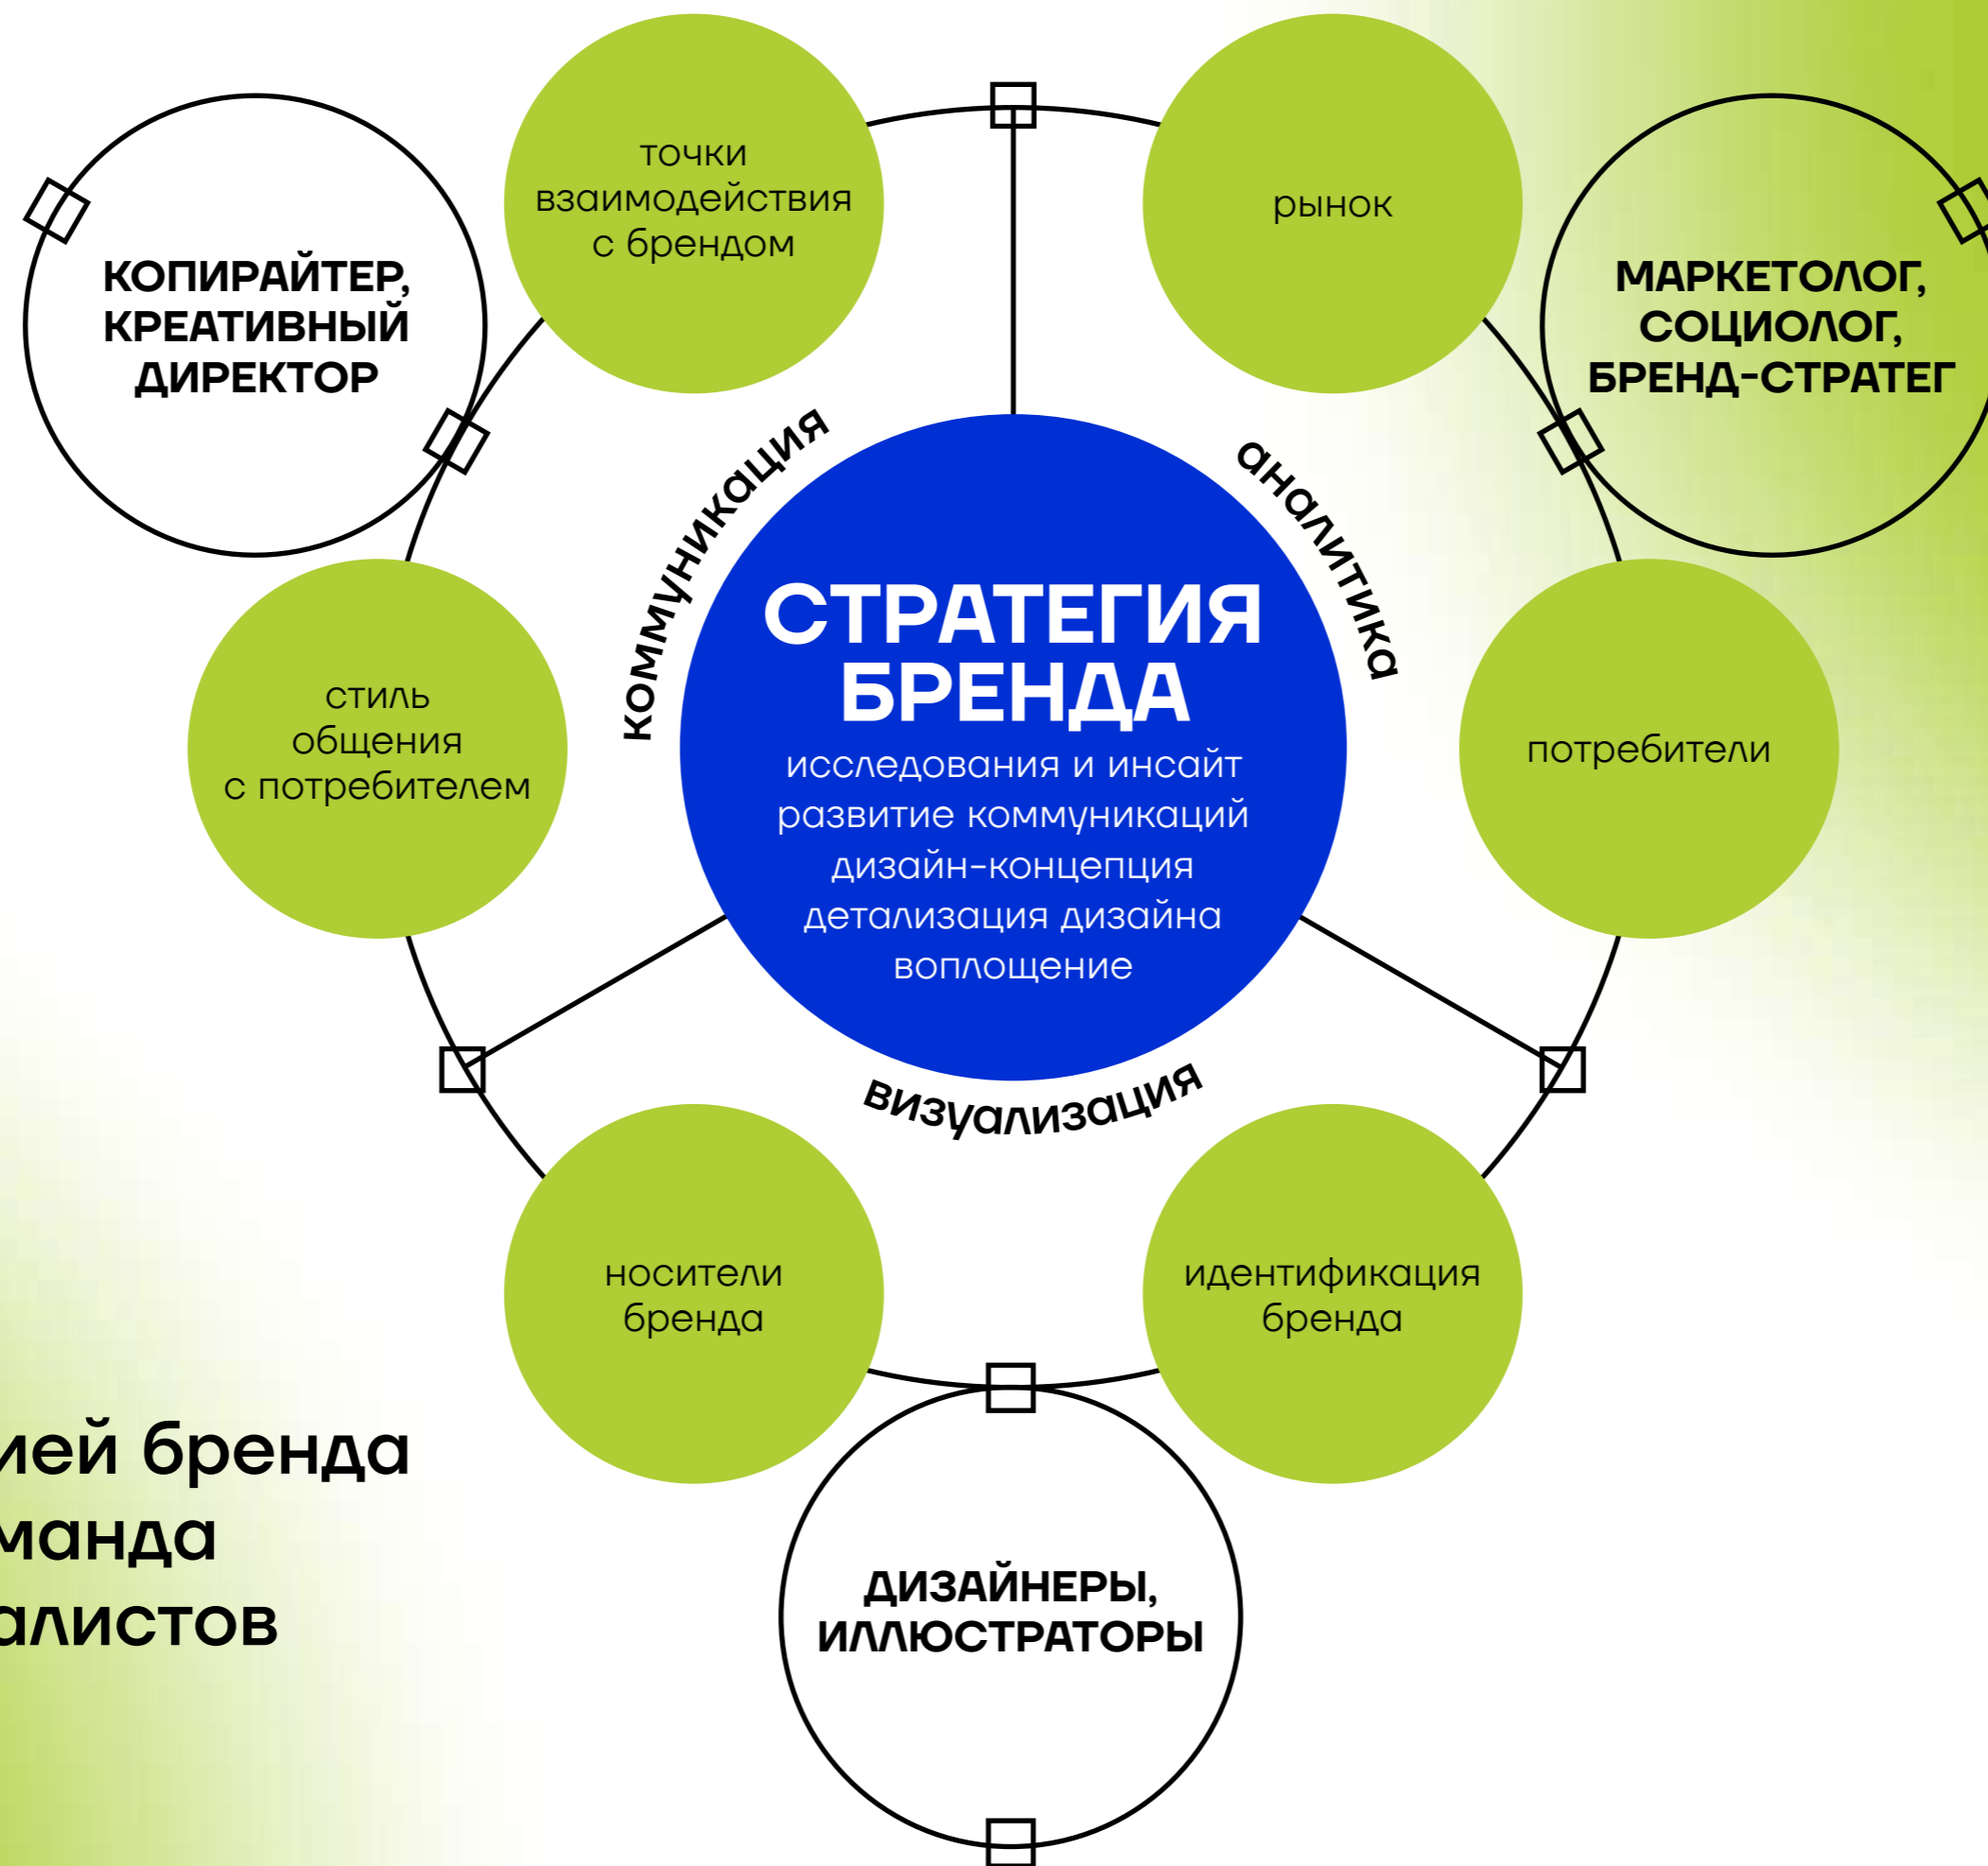 точки
взаимодействия
с брендом
рынок
КОПИРАЙТЕР,
КРЕАТИВНЫЙ
ДИРЕКТОР
МАРКЕТОЛОГ,
СОЦИОЛОГ,
БРЕНД-СТРАТЕГ
коммуникация
аналитика
СТРАТЕГИЯ
БРЕНДА
исследования и инсайт
развитие коммуникаций
дизайн-концепция
детализация дизайна
воплощение
стиль
общения
с потребителем
потребители
визуализация
носители
бренда
идентификация
бренда
ией бренда
манда
алистов
ДИЗАЙНЕРЫ,
ИЛЛЮСТРАТОРЫ